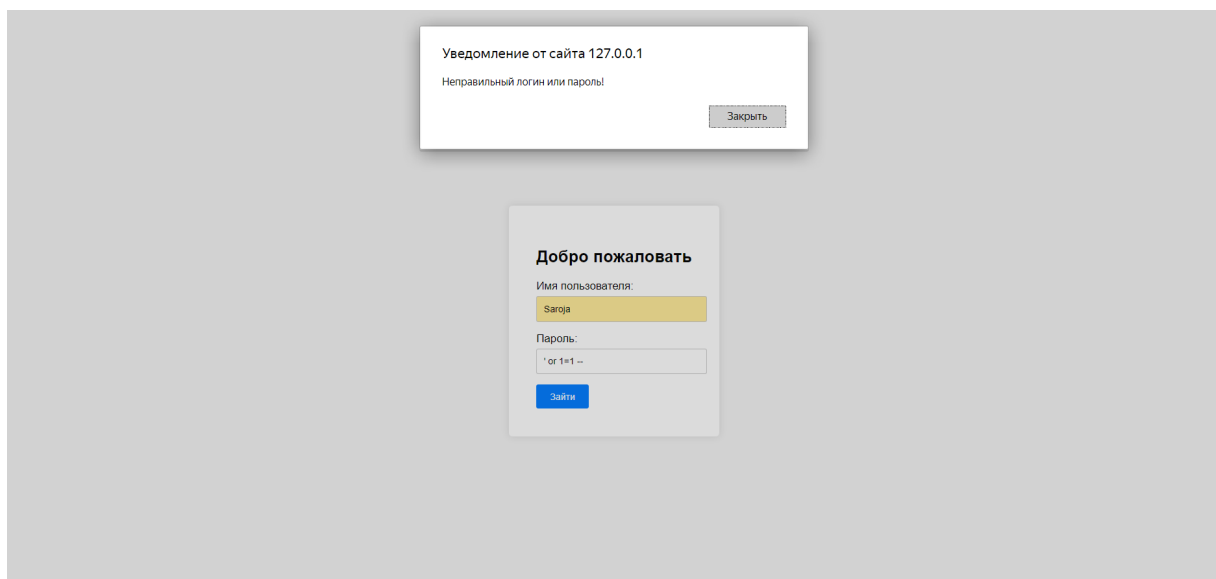 Уведомление от сайта 127.0.0.1
Неправильный логин или пароль!
Закрыть
Добро пожаловать
Имя пользователя:
Saroja
Пароль:
' or 1=1 --
Зайти